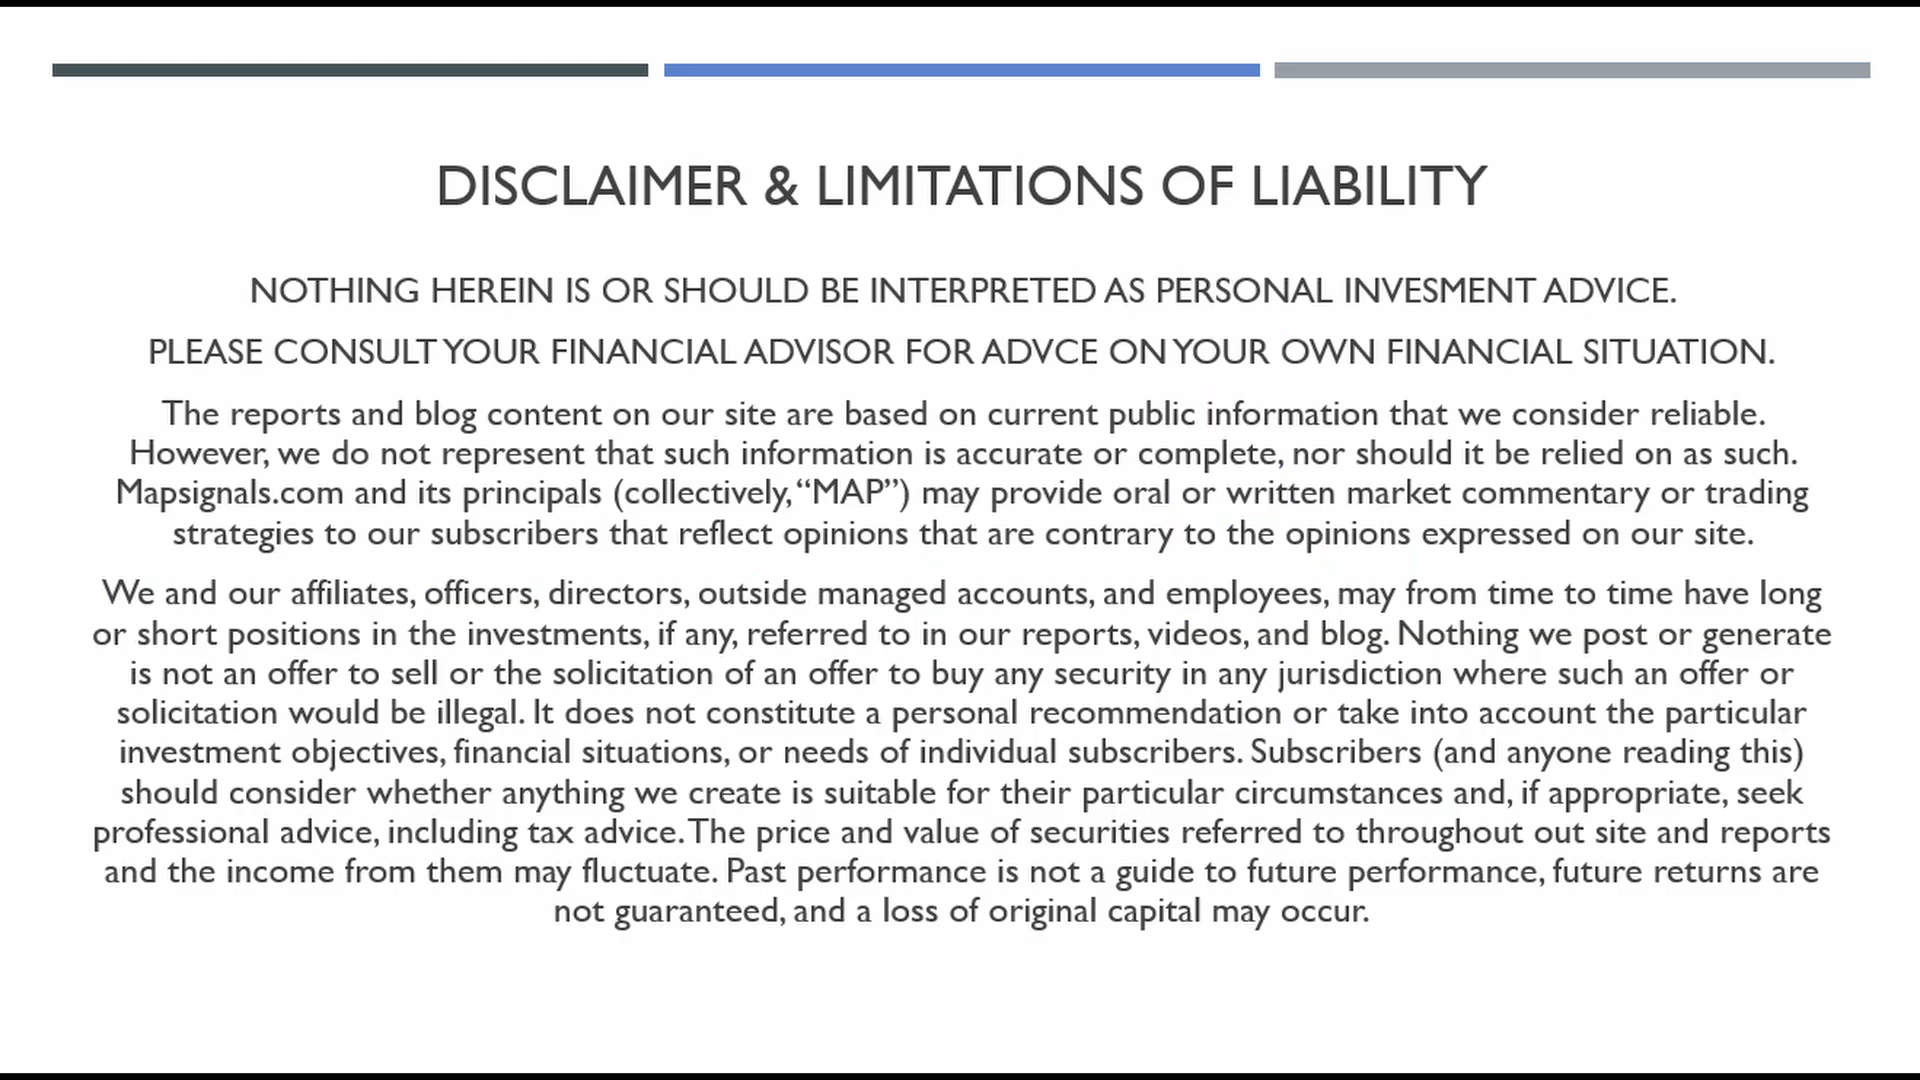 DISCLAIMER & LIMITATIONS OF LIABILITY
NOTHING HEREIN IS OR SHOULD BE INTERPRETED AS PERSONAL INVESMENT ADVICE.
PLEASE CONSULT YOUR FINANCIAL ADVISOR FOR ADVCE ON YOUR OWN FINANCIAL SITUATION.
The reports and blog content on our site are based on current public information that we consider reliable.
However, we do not represent that such information is accurate or complete, nor should it be relied on as such.
Mapsignals.com and its principals (collectively, “MAP”) may provide oral or written market commentary or trading
strategies to our subscribers that reflect opinions that are contrary to the opinions expressed on our site.
We and our affiliates, officers, directors, outside managed accounts, and employees, may from time to time have long
or short positions in the investments, if any, referred to in our reports, videos, and blog. Nothing we post or generate
is not an offer to sell or the solicitation of an offer to buy any security in any jurisdiction where such an offer or
solicitation would be illegal. It does not constitute a personal recommendation or take into account the particular
investment objectives, financial situations, or needs of individual subscribers. Subscribers (and anyone reading this)
should consider whether anything we create is suitable for their particular circumstances and, if appropriate, seek
professional advice, including tax advice. The price and value of securities referred to throughout out site and reports
and the income from them may fluctuate. Past performance is not a guide to future performance, future returns are
not guaranteed, and a loss of original capital may occur.